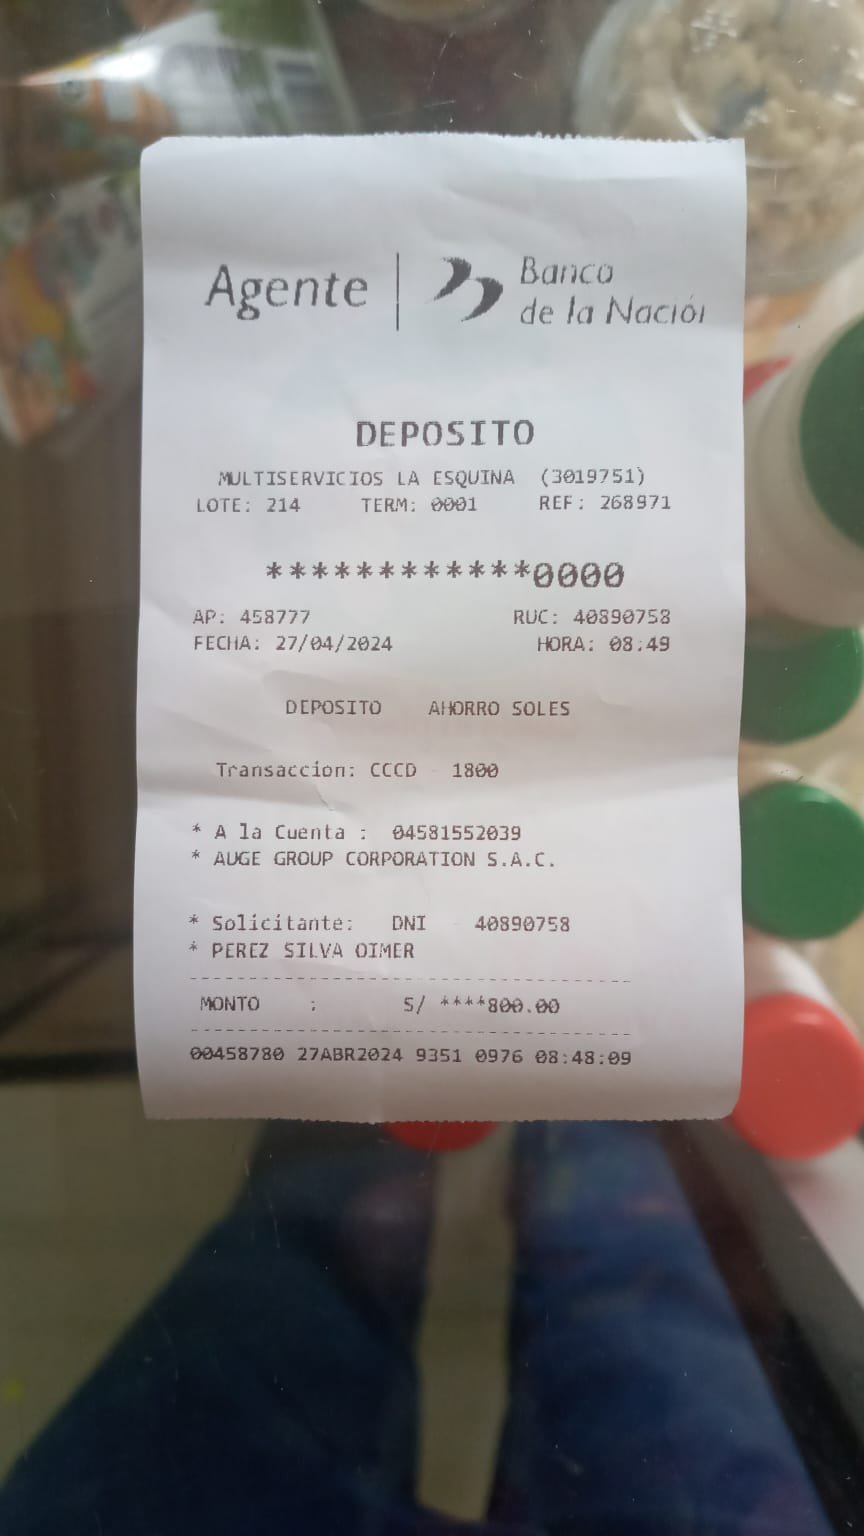 Agente | Banco
de la Nación
DEPOSITO
MULTISERVICIOS LA ESQUINA (3019751)
LOTE: 214 TERM: 0001 REF: 268971
************0000
AP: 458777 RUC: 40890758
FECHA: 27/04/2024 HORA: 08:49
DEPOSITO AHORRO SOLES
Transaccion: CCCD - 1800
* A la Cuenta : 04581552039
* AUGE GROUP CORPORATION S.A.C.
* Solicitante: DNI - 40890758
* PEREZ SILVA OIMER
MONTO : S/ ****800.00
00458780 27ABR2024 9351 0976 08:48:09